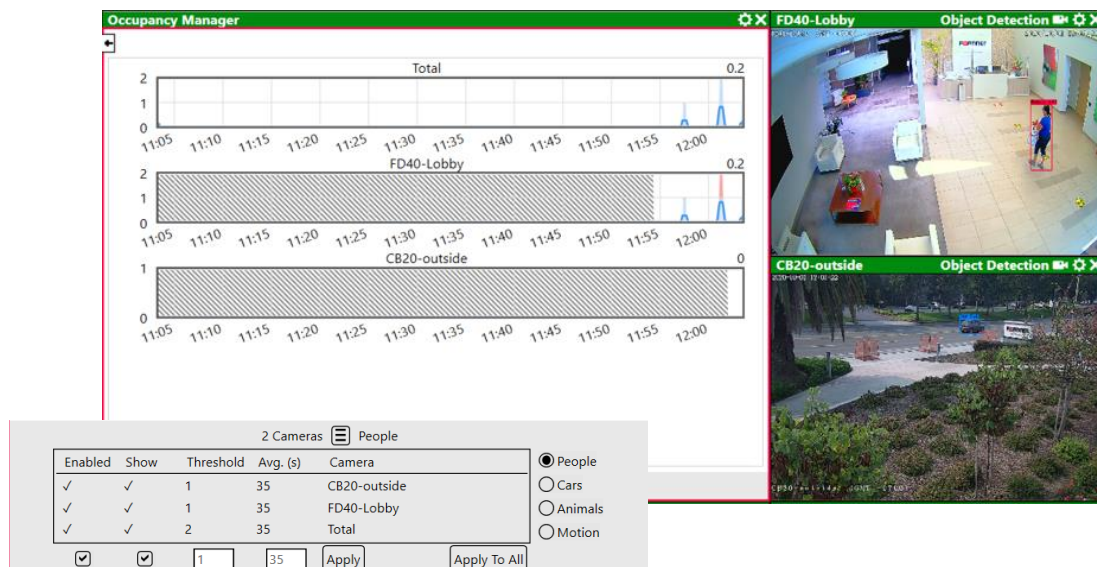 Occupancy Manager
FD40-Lobby Object Detection
Total 0.2
2
1
0
11:05 11:10 11:15 11:20 11:25 11:30 11:35 11:40 11:45 11:50 11:55 12:00
FD40-Lobby 0.2
2
1
0
11:05 11:10 11:15 11:20 11:25 11:30 11:35 11:40 11:45 11:50 11:55 12:00
CB20-outside 0
1
0
11:05 11:10 11:15 11:20 11:25 11:30 11:35 11:40 11:45 11:50 11:55 12:00
CB20-outside Object Detection
2 Cameras People
Enabled Show Threshold Avg. (s) Camera
1 35 CB20-outside
1 35 FD40-Lobby
2 35 Total
1 35 Apply Apply To All
People
Cars
Animals
Motion